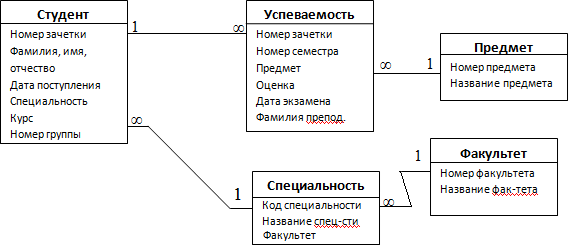 Студент
Номер зачетки
Фамилия, имя,
отчество
Дата поступления
Специальность
Курс
Номер группы
1
∞
Успеваемость
Номер зачетки
Номер семестра
Предмет
Оценка
Дата экзамена
Фамилия препод.
∞
1
Предмет
Номер предмета
Название предмета
∞
1
Специальность
Код специальности
Название спец-сти
Факультет
∞
1
Факультет
Номер факультета
Название фак-тета